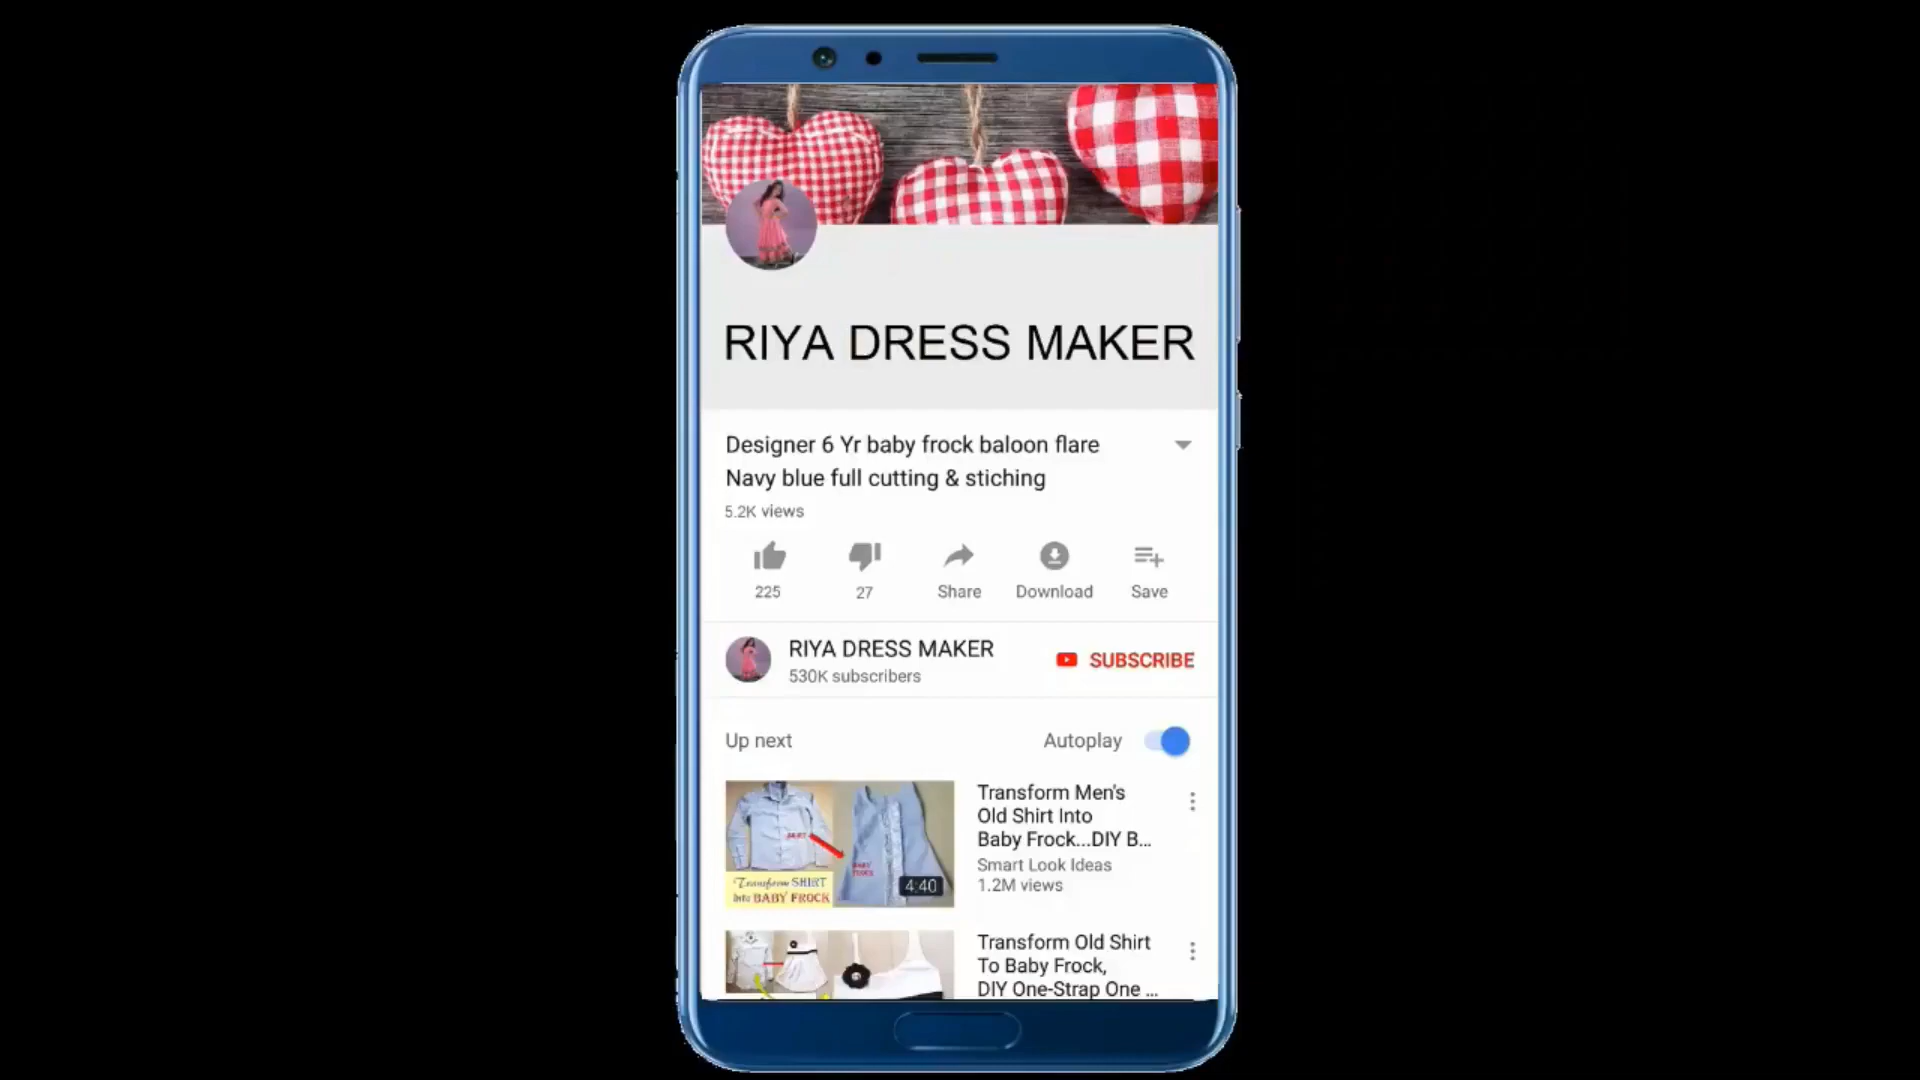 RIYA DRESS MAKER
Designer 6 Yr baby frock baloon flare
Navy blue full cutting & stiching
5.2K views
225
27
Share
Download
Save
RIYA DRESS MAKER
530K subscribers
SUBSCRIBE
Up next
Autoplay
SHIRT
BABY
FROCK
Transform SHIRT
Into BABY FROCK
4:40
Transform Men's
Old Shirt Into
Baby Frock...DIY B...
Smart Look Ideas
1.2M views
Transform Old Shirt
To Baby Frock,
DIY One-Strap One ...